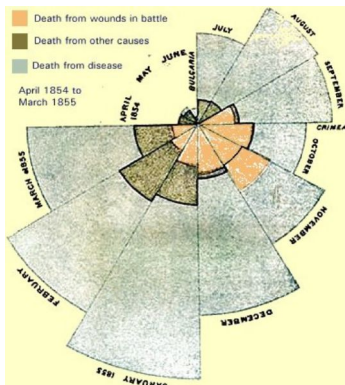 Death from wounds in battle
Death from other causes
Death from disease
April 1854 to
March 1855
APRIL
1854
MAY
JUNE
BULGARIA
JULY
AUGUST
SEPTEMBER
CRIMEA
OCTOBER
NOVEMBER
DECEMBER
JANUARY 1855
FEBRUARY
MARCH 1855